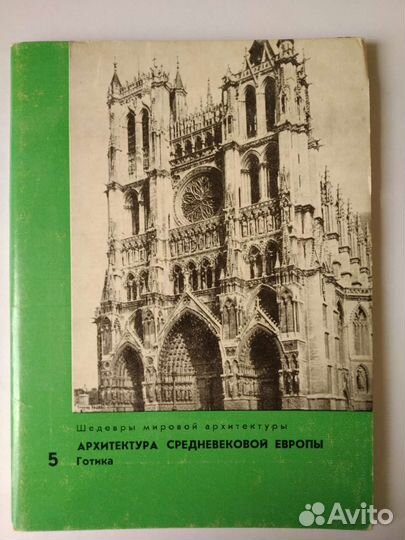 Шедевры мировой архитектуры
АРХИТЕКТУРА СРЕДНЕВЕКОВОЙ ЕВРОПЫ
5 Готика
Avito